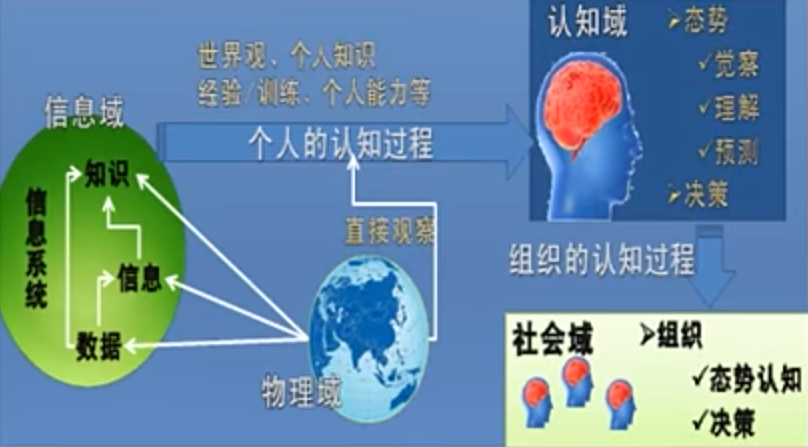 世界观、个人知识
经验/训练、个人能力等
个人的认知过程
信息域
知识
信息系统
信息
数据
直接观察
物理域
认知域
➢态势
✓觉察
✓理解
✓预测
➢决策
组织的认知过程
社会域
➢组织
✓态势认知
✓决策